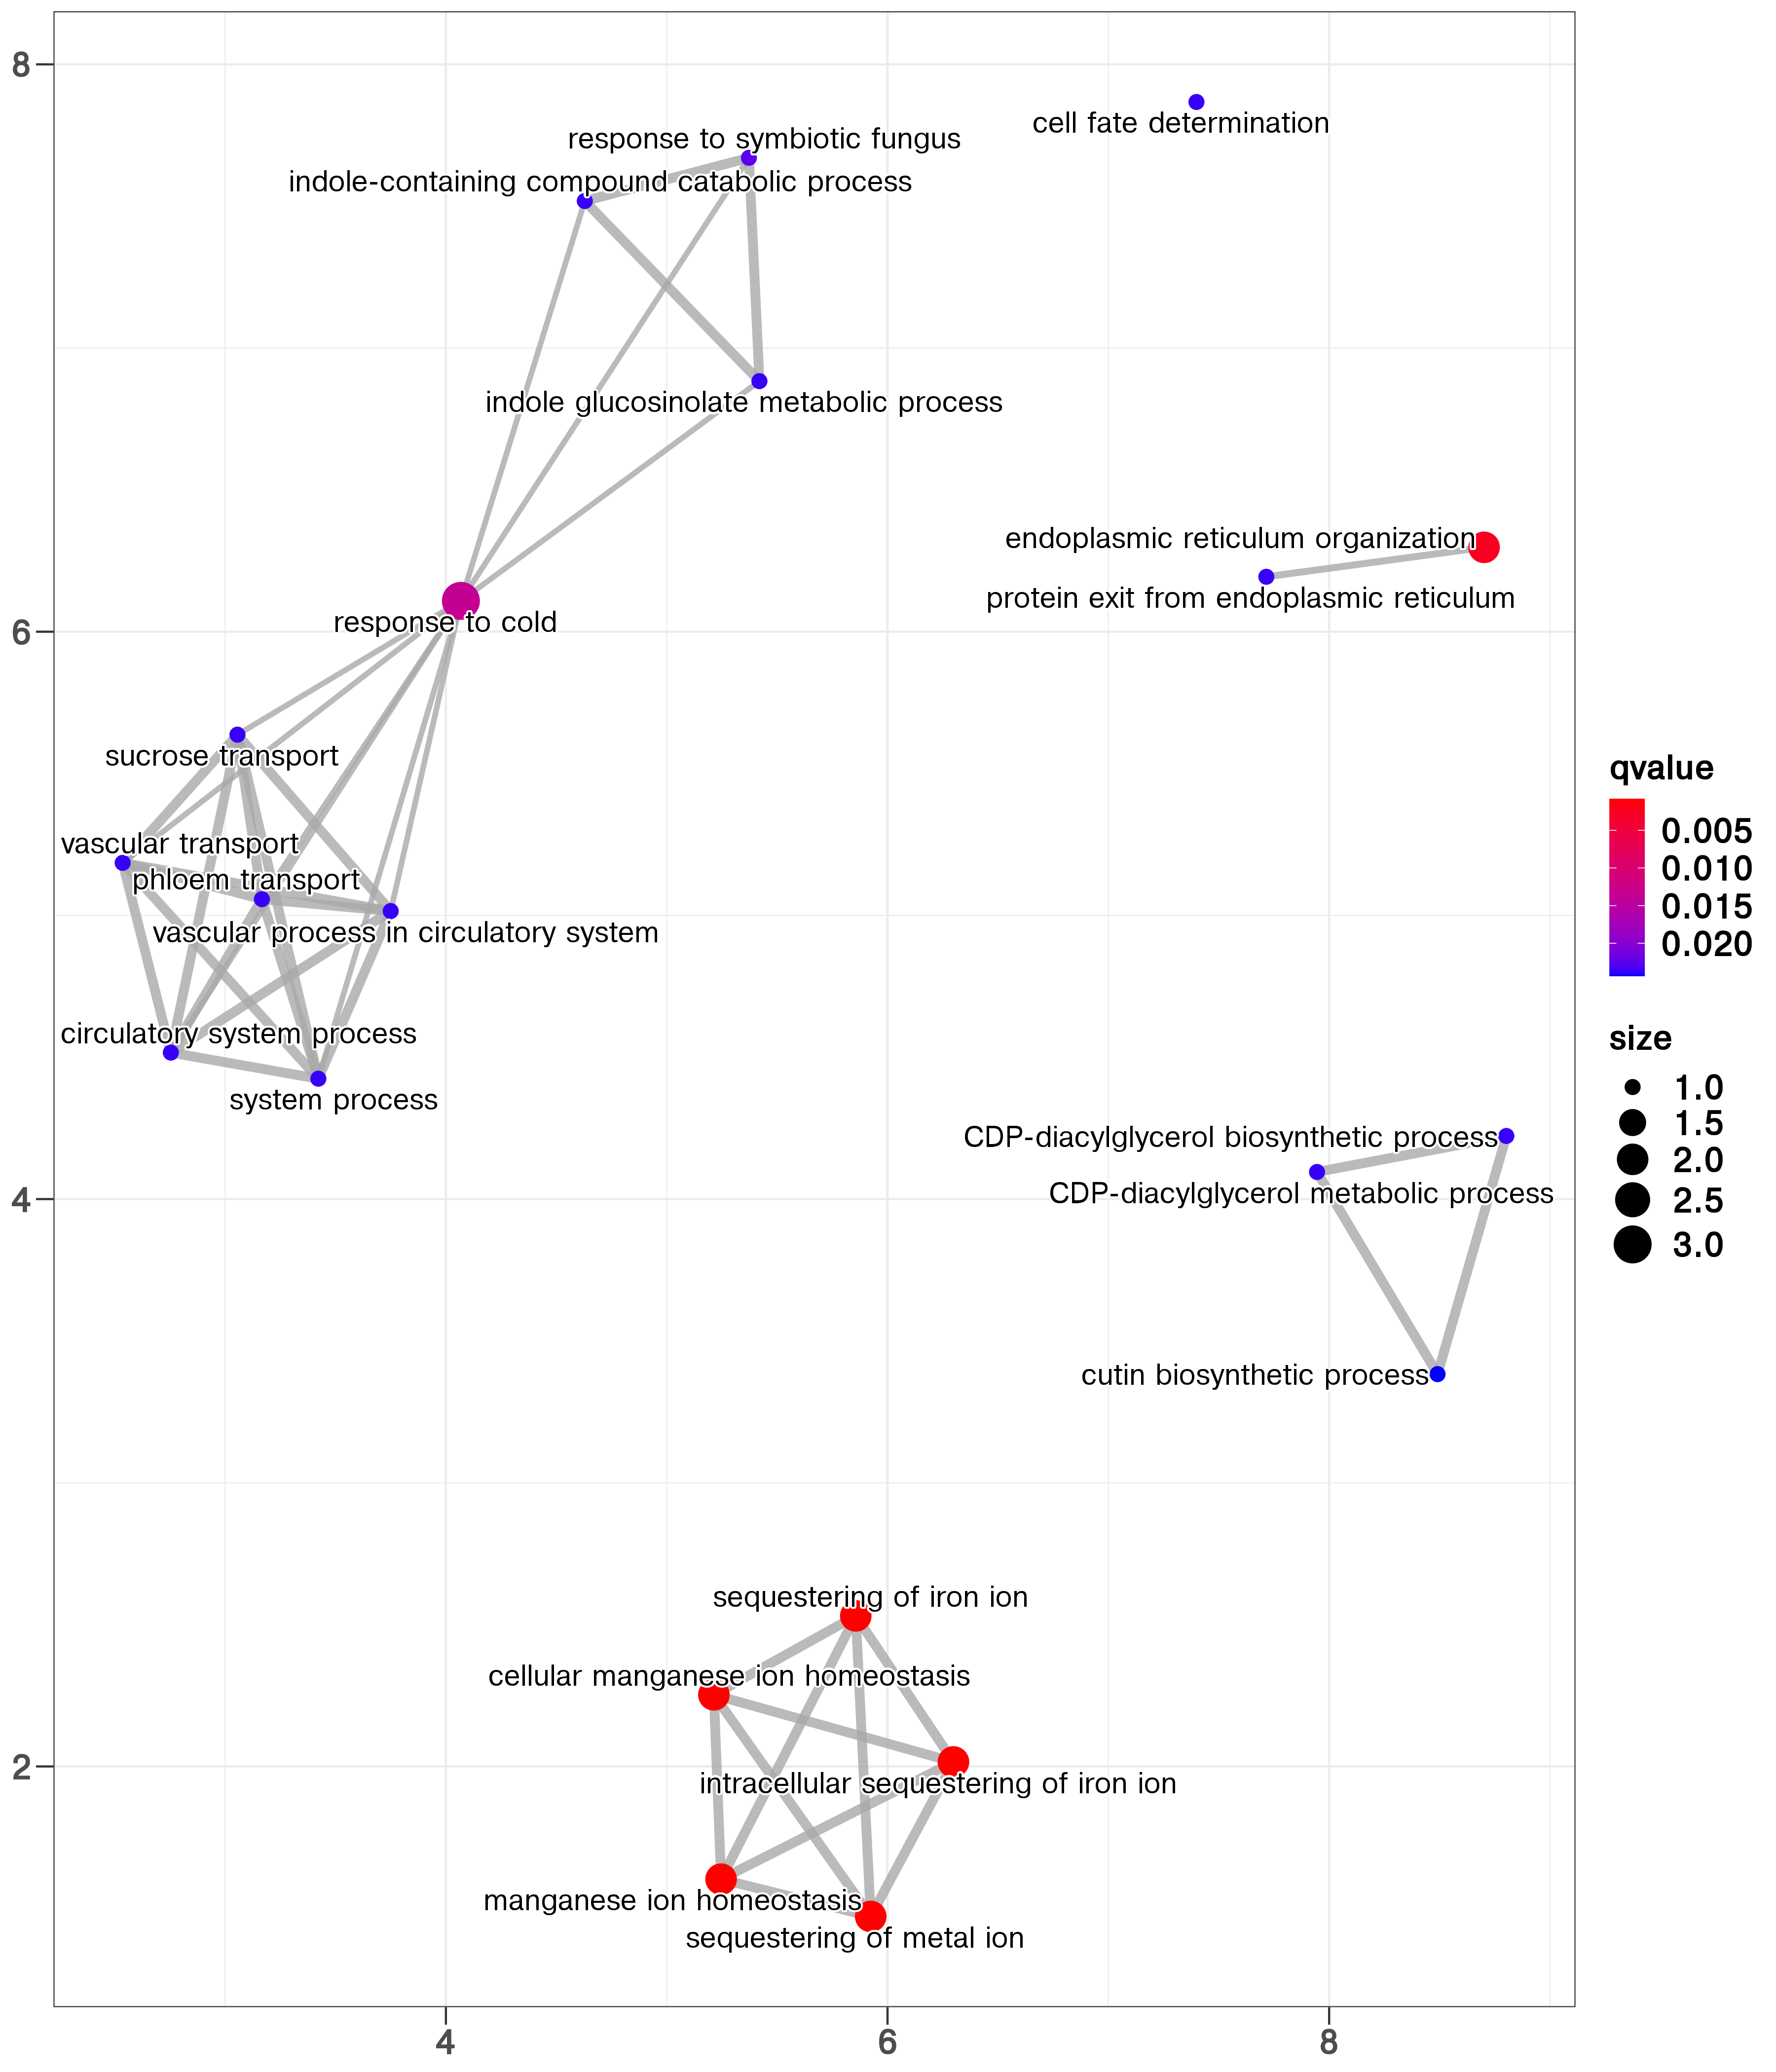 8
cell fate determination
response to symbiotic fungus
indole-containing compound catabolic process
indole glucosinolate metabolic process
endoplasmic reticulum organization
protein exit from endoplasmic reticulum
response to cold
6
sucrose transport
vascular transport
phloem transport
vascular process in circulatory system
circulatory system process
system process
CDP-diacylglycerol biosynthetic process
CDP-diacylglycerol metabolic process
4
cutin biosynthetic process
sequestering of iron ion
cellular manganese ion homeostasis
2
intracellular sequestering of iron ion
manganese ion homeostasis
sequestering of metal ion
4
6
8
qvalue
0.005
0.010
0.015
0.020
size
1.0
1.5
2.0
2.5
3.0